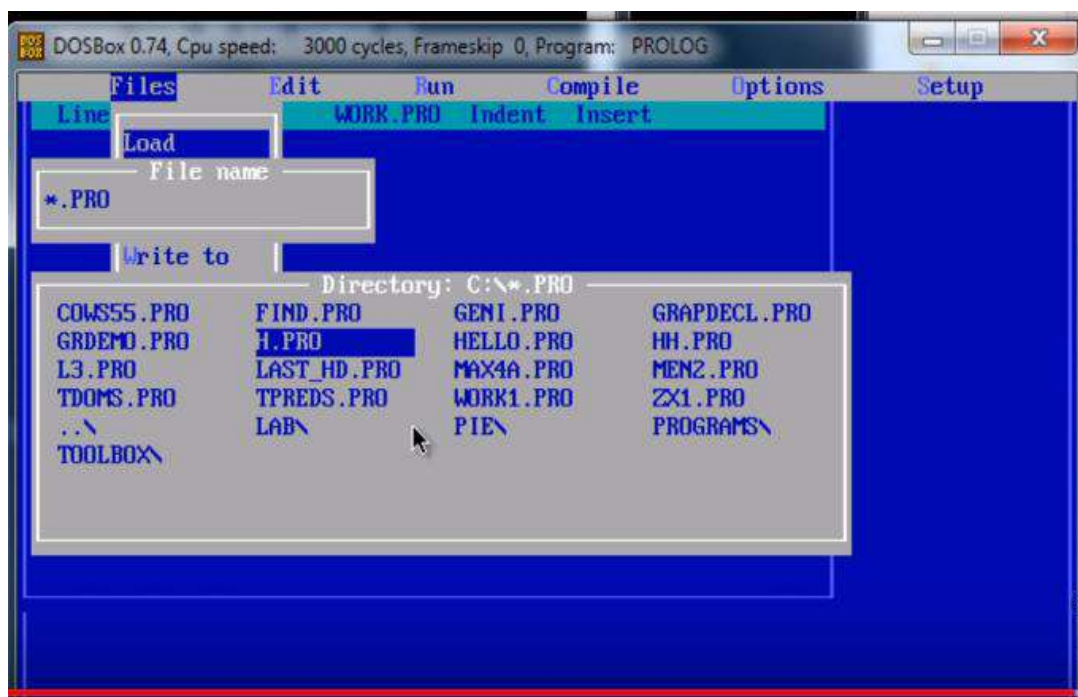 DOSBox 0.74, Cpu speed: 3000 cycles, Frameskip 0, Program: PROLOG
Files Edit Run Compile Options Setup
Line WORK.PRO Indent Insert
Load
File name
*.PRO
Write to
Directory: C:\*.PRO
COWS55.PRO FIND.PRO GENI.PRO GRAPDECL.PRO
GRDEMO.PRO H.PRO HELLO.PRO HH.PRO
L3.PRO LAST_HD.PRO MAX4A.PRO MEN2.PRO
TDOMS.PRO TPREDS.PRO WORK1.PRO ZX1.PRO
..\ LAB\ PIE\ PROGRAMS\
TOOLBOX\